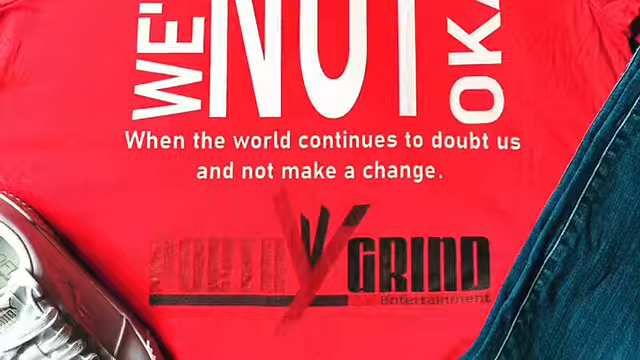 WE'
NOT
OKA
When the world continues to doubt us
and not make a change.
GRIND
Entertainment